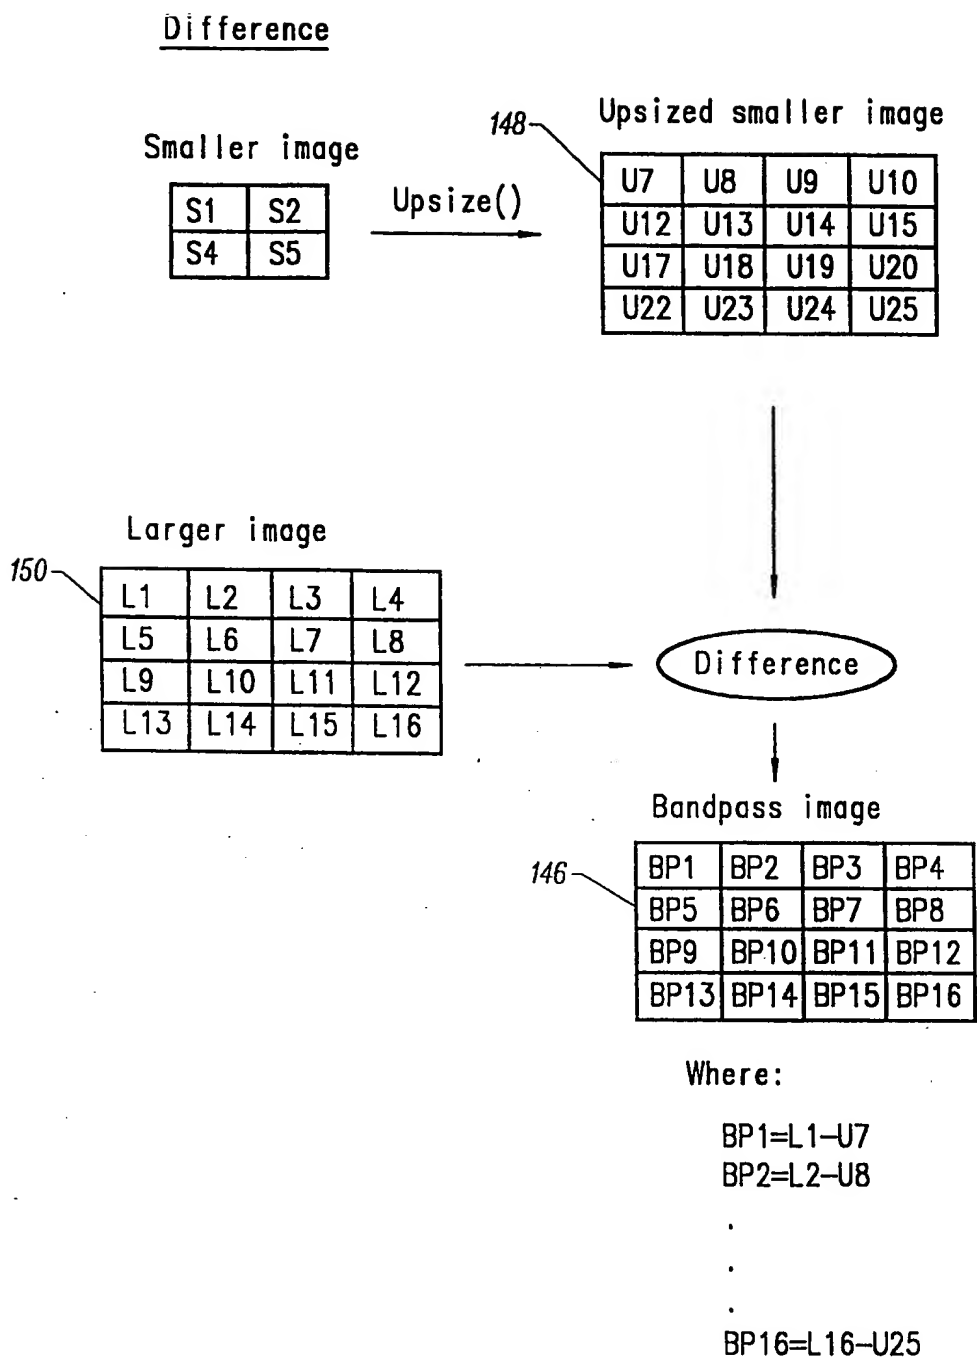 Difference
Smaller image
S1 S2
S4 S5
Upsize()
148
Upsized smaller image
U7 U8 U9 U10
U12 U13 U14 U15
U17 U18 U19 U20
U22 U23 U24 U25
Larger image
150
L1 L2 L3 L4
L5 L6 L7 L8
L9 L10 L11 L12
L13 L14 L15 L16
Difference
Bandpass image
146
BP1 BP2 BP3 BP4
BP5 BP6 BP7 BP8
BP9 BP10 BP11 BP12
BP13 BP14 BP15 BP16
Where:
BP1=L1–U7
BP2=L2–U8
.
.
.
BP16=L16–U25